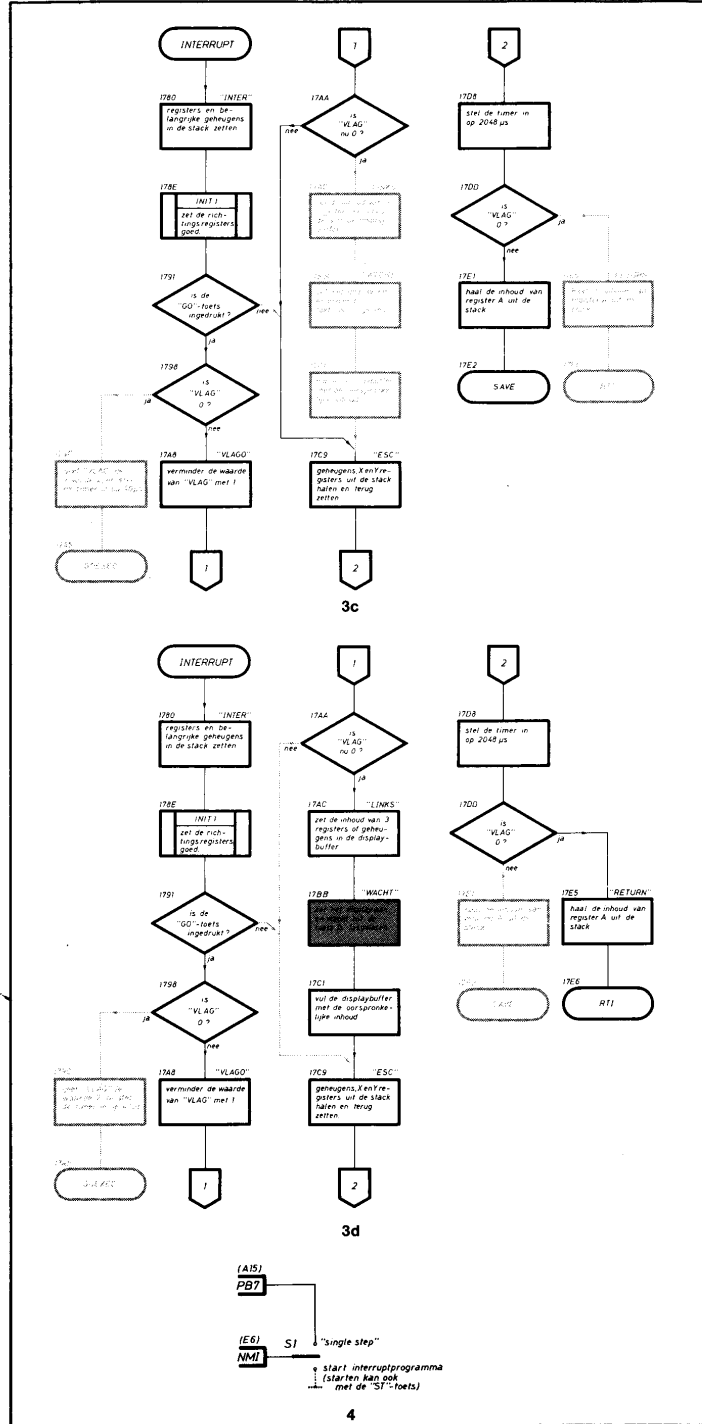 INTERRUPT
1780 "INTER"
registers en be-
langrijke geheugens
in de stack zetten
178E
INIT 1
zet de rich-
tingsregisters
goed.
1791
is de
"GO"-toets
ingedrukt?
nee
ja
1798
is
"VLAG"
0 ?
ja
nee
17A8 "VLAGO"
verminder de waarde
van "VLAG" met 1
1
1
17AA
is
"VLAG"
nu 0 ?
nee
ja
17C9 "ESC"
geheugens, X en Y re-
gisters uit de stack
halen en terug
zetten
2
2
17D8
stel de timer in
op 2048 µs
17DD
is
"VLAG"
0 ?
ja
nee
17E1
haal de inhoud van
register A uit de
stack
17E2
SAVE
3c
INTERRUPT
1780 "INTER"
registers en be-
langrijke geheugens
in de stack zetten
178E
INIT 1
zet de rich-
tingsregisters
goed.
1791
is de
"GO"-toets
ingedrukt?
nee
ja
1798
is
"VLAG"
0 ?
ja
nee
17A8 "VLAGO"
verminder de waarde
van "VLAG" met 1
1
1
17AA
is
"VLAG"
nu 0 ?
nee
ja
17AC "LINKS"
zet de inhoud van 3
registers of geheu-
gens in de display-
buffer
17BB "WACHT"
17C1
vul de displaybuffer
met de oorspronke-
lijke inhoud
17C9 "ESC"
geheugens, X en Y re-
gisters uit de stack
halen en terug
zetten.
2
2
17D8
stel de timer in
op 2048 µs
17DD
is
"VLAG"
0 ?
ja
nee
17E5 "RETURN"
haal de inhoud van
register A uit de
stack
17E6
RTI
3d
(A15)
PB7
(E6)
NMI
S1
"single step"
start interruptprogramma
(starten kan ook
met de "ST"-toets)
4